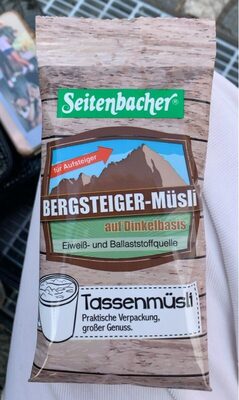 Seitenbacher®
für Aufsteiger
BERGSTEIGER-Müsli
auf Dinkelbasis
Eiweiß- und Ballaststoffquelle
Tassenmüsli
Praktische Verpackung,
großer Genuss.